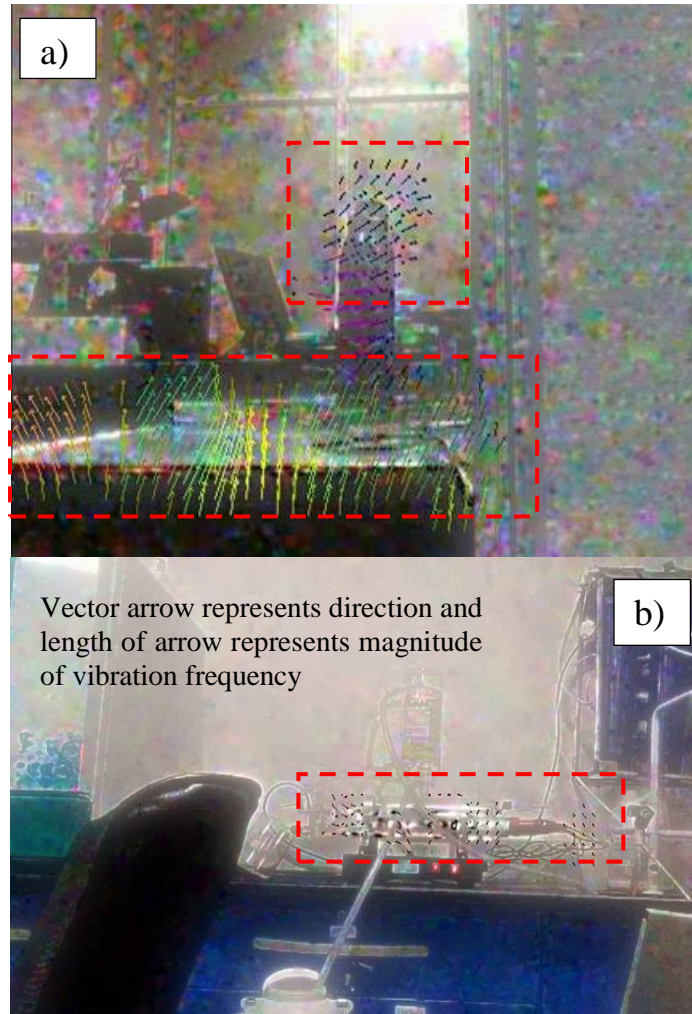 a)
Vector arrow represents direction and
length of arrow represents magnitude
of vibration frequency
b)